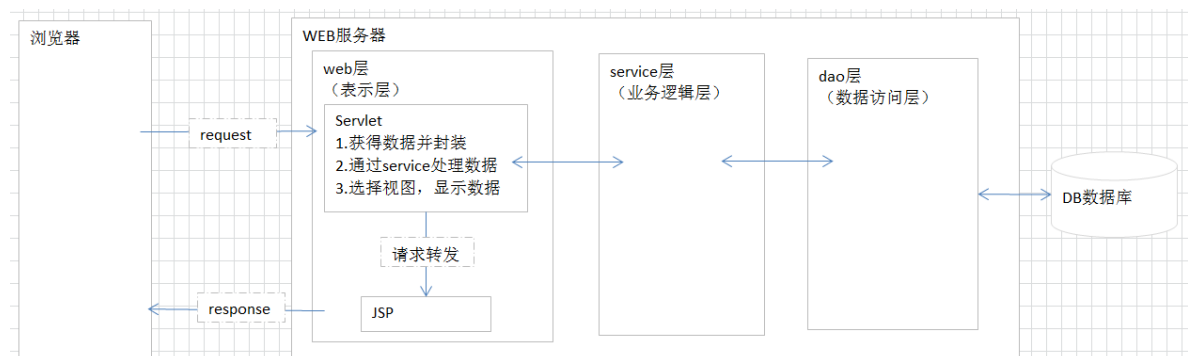 浏览器
WEB服务器
web层
（表示层）
Servlet
1.获得数据并封装
2.通过service处理数据
3.选择视图，显示数据
request
请求转发
JSP
response
service层
（业务逻辑层）
dao层
（数据访问层）
DB数据库